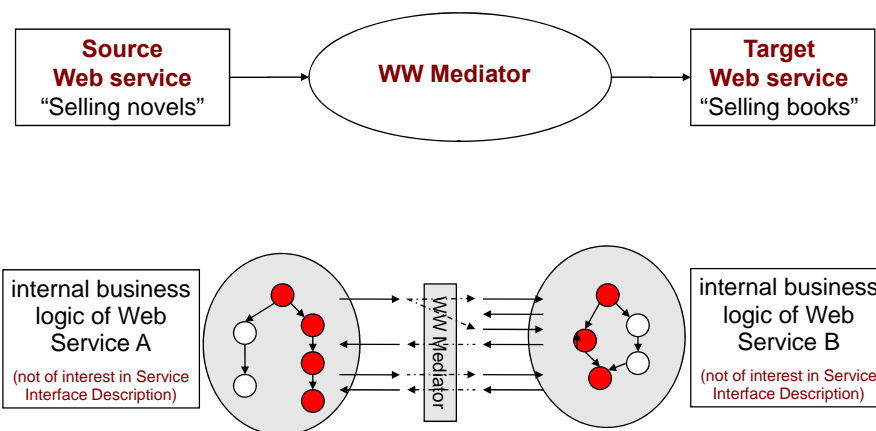 Source
Web service
“Selling novels”
WW Mediator
Target
Web service
“Selling books”
internal business
logic of Web
Service A
(not of interest in Service
Interface Description)
WW Mediator
internal business
logic of Web
Service B
(not of interest in Service
Interface Description)